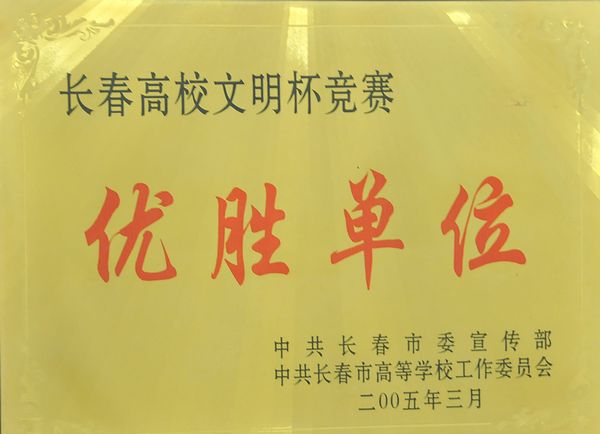 长春高校文明杯竞赛
优胜单位
中共长春市委宣传部
中共长春市高等学校工作委员会
二00五年三月